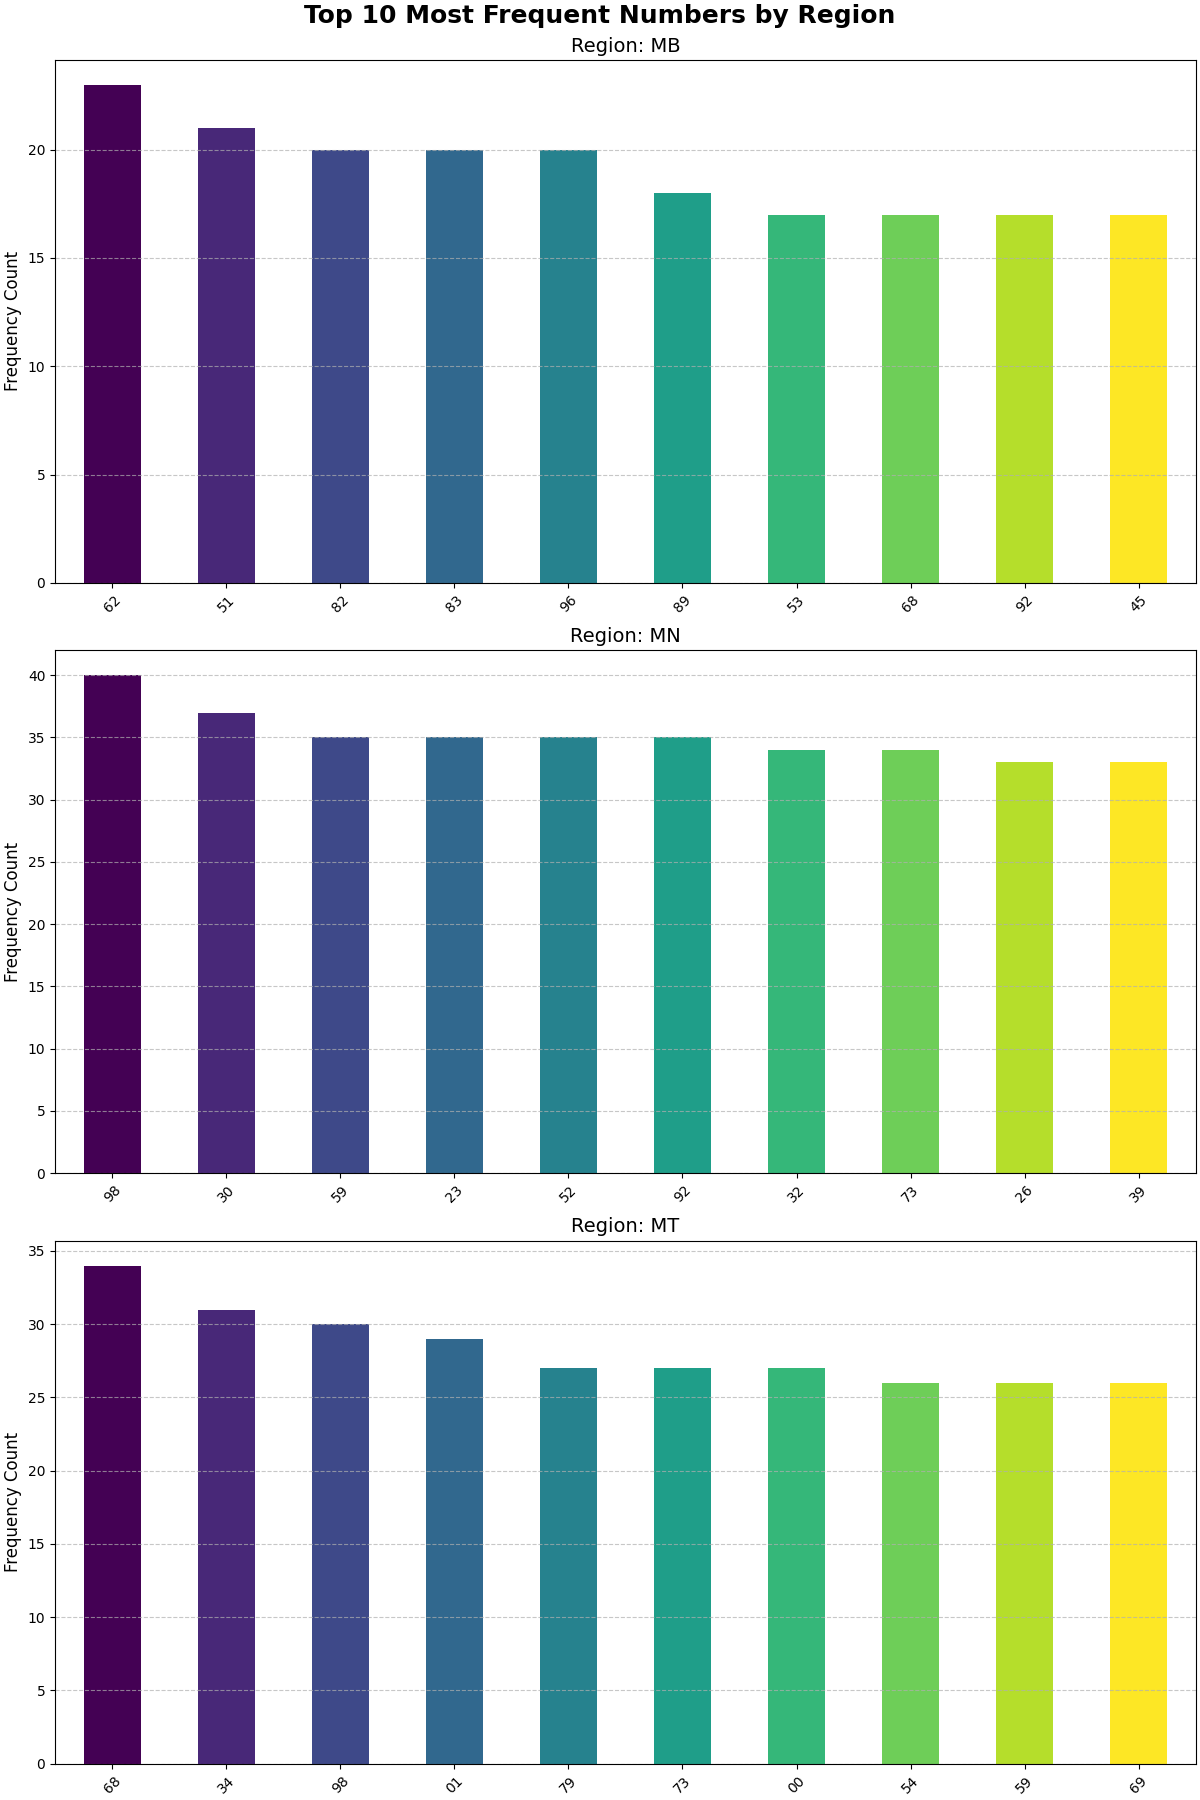 Top 10 Most Frequent Numbers by Region
Region: MB
Frequency Count
20
15
10
5
0
62 51 82 83 96 89 53 68 92 45
Region: MN
Frequency Count
40
35
30
25
20
15
10
5
0
98 30 59 23 52 92 32 73 26 39
Region: MT
Frequency Count
35
30
25
20
15
10
5
0
68 34 98 01 79 73 00 54 59 69